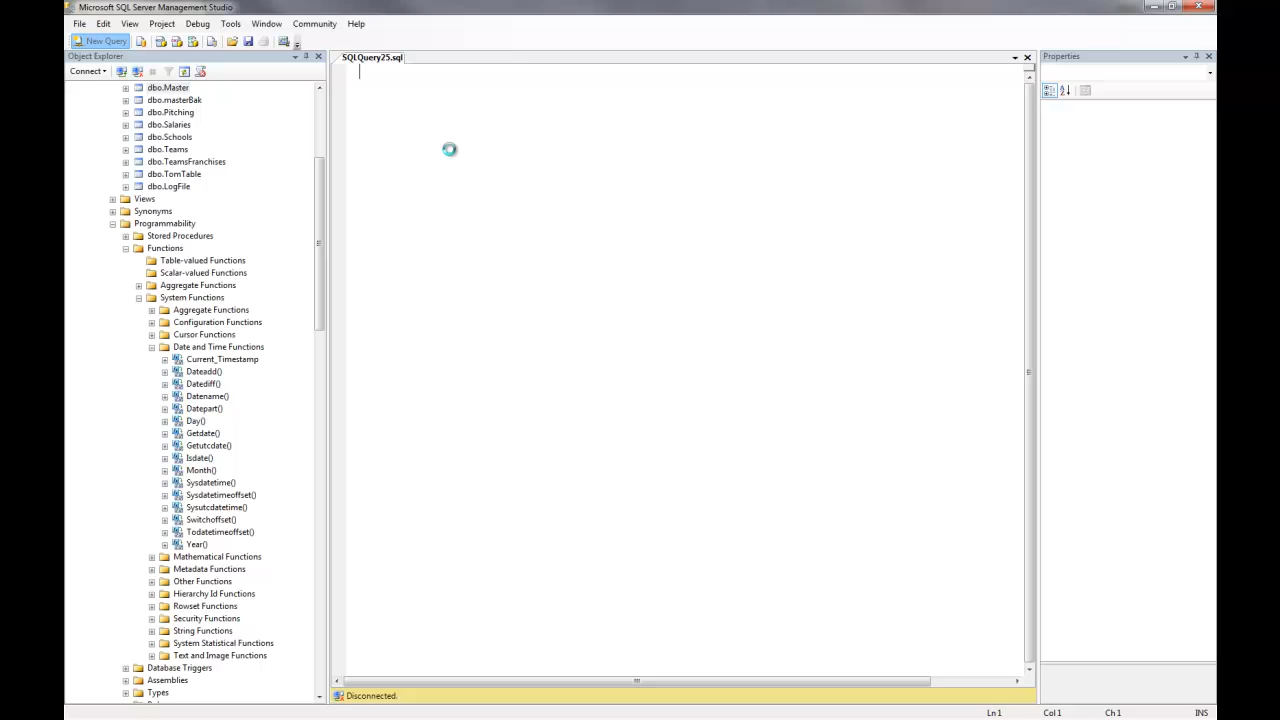 Microsoft SQL Server Management Studio
File Edit View Project Debug Tools Window Community Help
New Query
Object Explorer
Connect
dbo.Master
dbo.masterBak
dbo.Pitching
dbo.Salaries
dbo.Schools
dbo.Teams
dbo.TeamsFranchises
dbo.TomTable
dbo.LogFile
Views
Synonyms
Programmability
Stored Procedures
Functions
Table-valued Functions
Scalar-valued Functions
Aggregate Functions
System Functions
Aggregate Functions
Configuration Functions
Cursor Functions
Date and Time Functions
Current_Timestamp
Dateadd()
Datediff()
Datename()
Datepart()
Day()
Getdate()
Getutcdate()
Isdate()
Month()
Sysdatetime()
Sysdatetimeoffset()
Sysutcdatetime()
Switchoffset()
Todatetimeoffset()
Year()
Mathematical Functions
Metadata Functions
Other Functions
Hierarchy Id Functions
Rowset Functions
Security Functions
String Functions
System Statistical Functions
Text and Image Functions
Database Triggers
Assemblies
Types
SQLQuery25.sql
Disconnected.
Properties
Ln 1 Col 1 Ch 1 INS